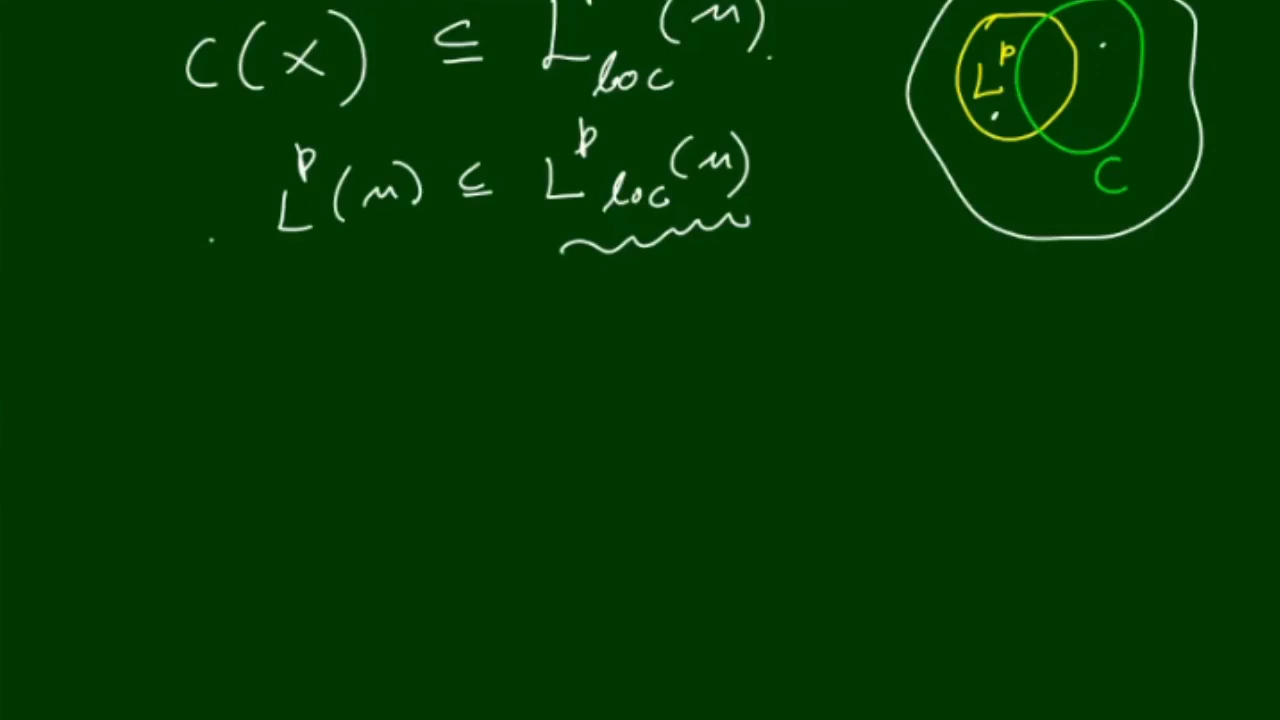 C(X) ⊆ L^p_loc(μ).
L^p(μ) ⊆ L^p_loc(μ)
L^p
C